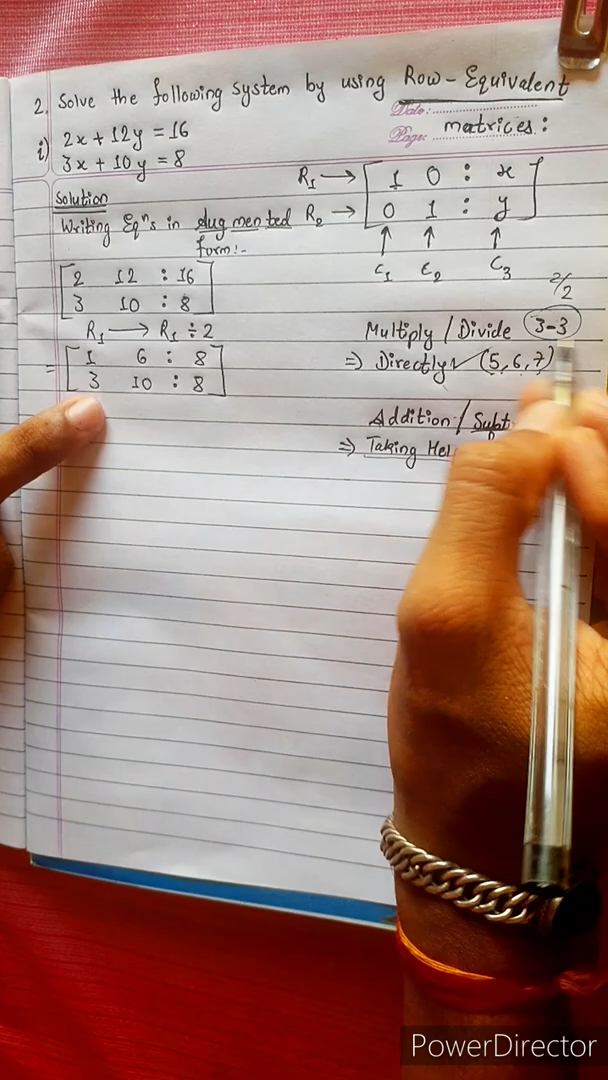 2. Solve the following system by using Row-Equivalent
Date:
Page: matrices:
i) 2x + 12y = 16
3x + 10y = 8
Solution
Writing Eqⁿs in Augmented
form:-
R₁ → [ 1 0 : x
R₂ → 0 1 : y ]
↑ ↑ ↑
C₁ C₂ C₃
[ 2 12 : 16
3 10 : 8 ]
R₁ → R₁ ÷ 2
= [ 1 6 : 8
3 10 : 8 ]
2/2
Multiply / Divide 3-3
⇒ Directly ✓ (5, 6, 7)
Addition / Subt
⇒ Taking Hel
PowerDirector